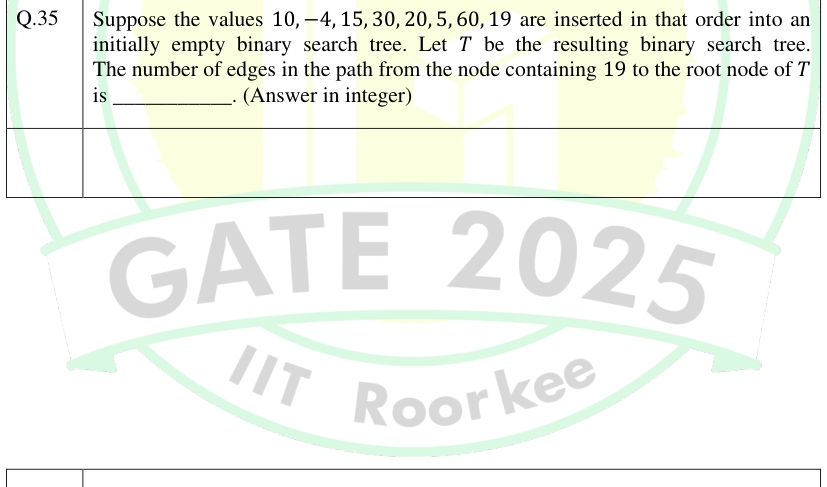 Q.35 Suppose the values 10, −4, 15, 30, 20, 5, 60, 19 are inserted in that order into an
initially empty binary search tree. Let T be the resulting binary search tree.
The number of edges in the path from the node containing 19 to the root node of T
is ___________. (Answer in integer)
GATE 2025
IIT Roorkee